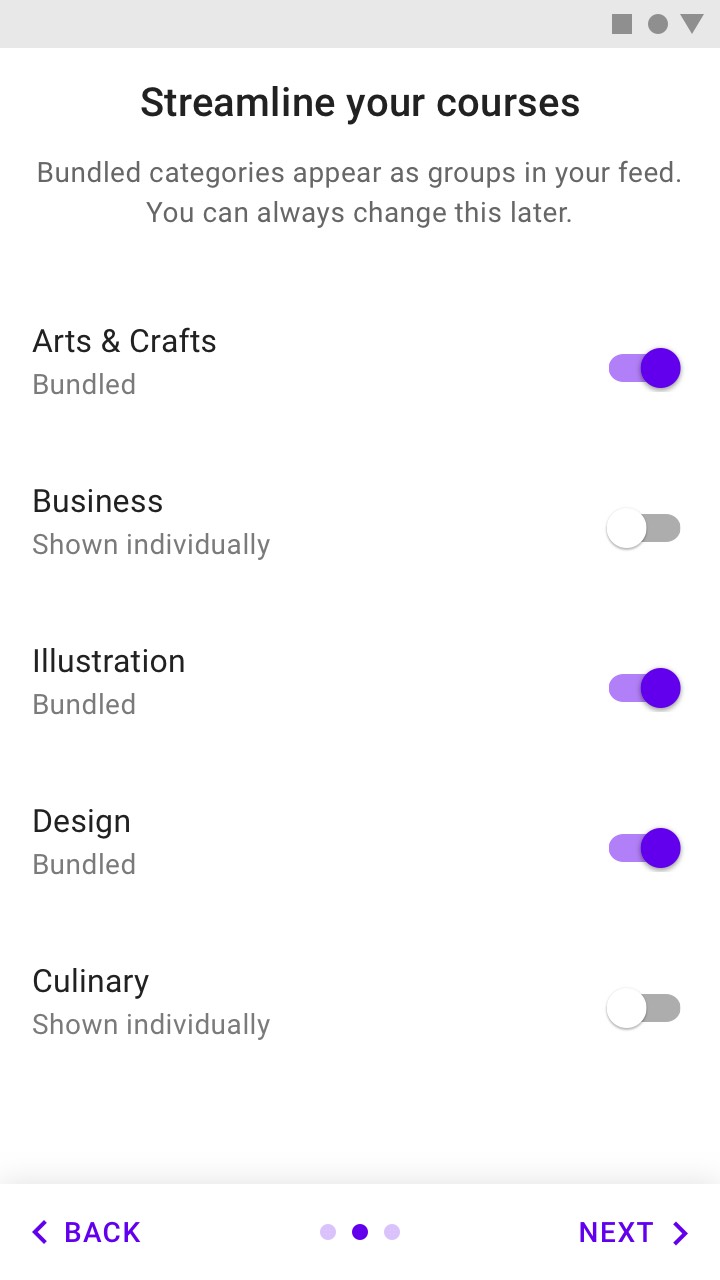 Streamline your courses
Bundled categories appear as groups in your feed.
You can always change this later.
Arts & Crafts
Bundled
Business
Shown individually
Illustration
Bundled
Design
Bundled
Culinary
Shown individually
BACK
NEXT